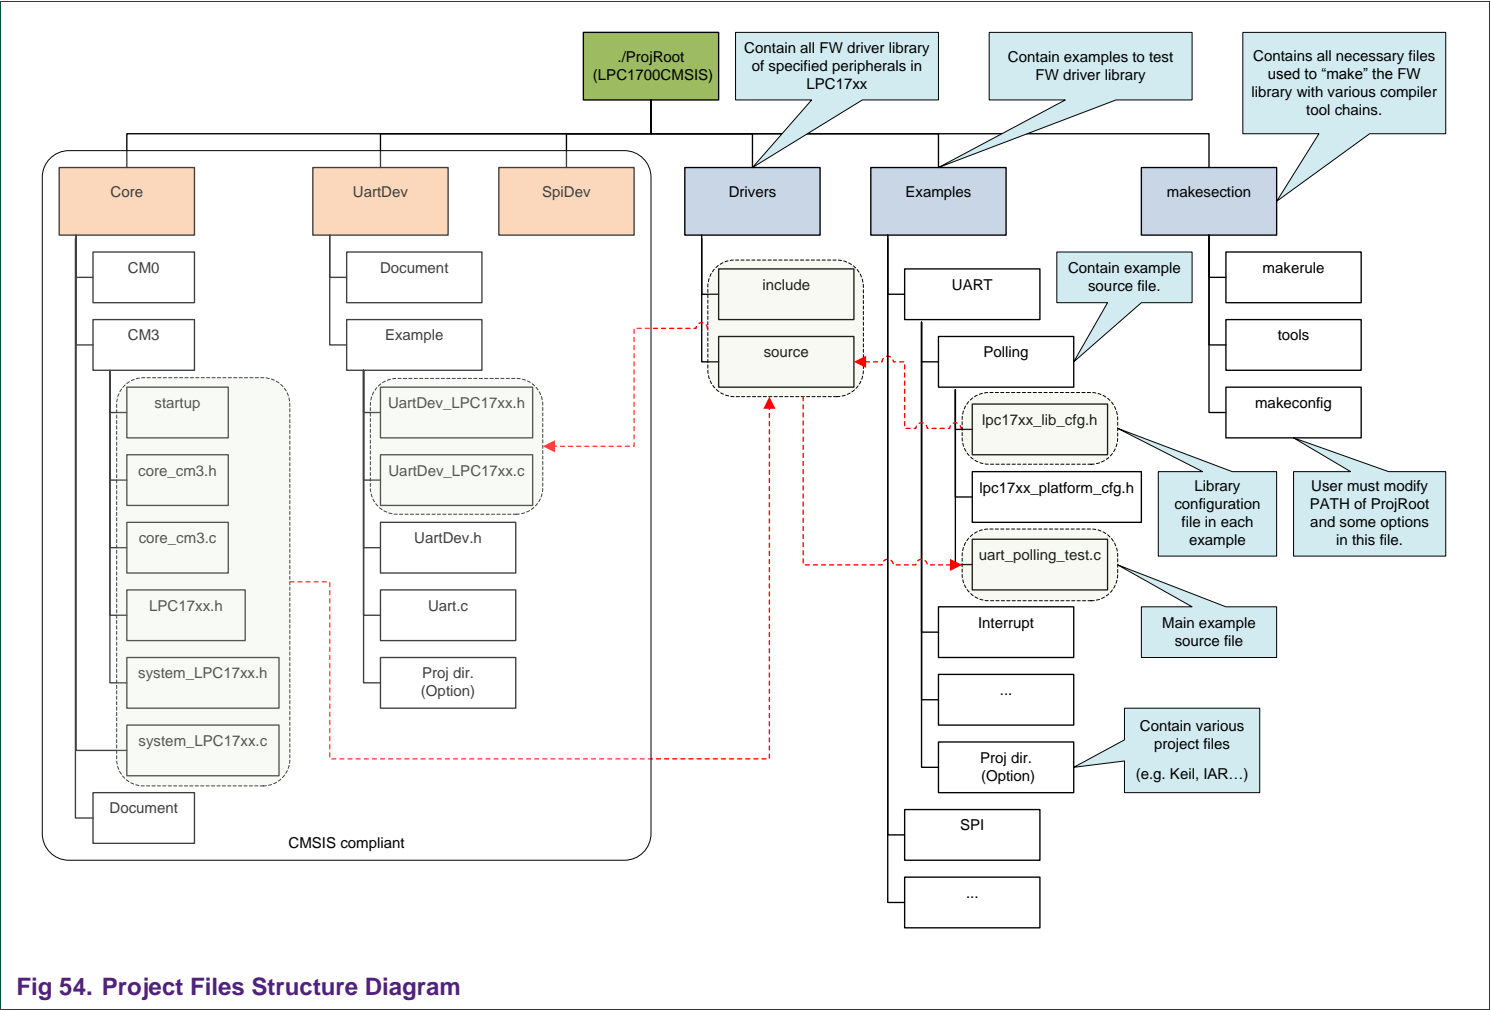 ./ProjRoot
(LPC1700CMSIS)
Contain all FW driver library
of specified peripherals in
LPC17xx
Contain examples to test
FW driver library
Contains all necessary files
used to “make” the FW
library with various compiler
tool chains.
Core
UartDev
SpiDev
Drivers
Examples
makesection
CM0
CM3
startup
core_cm3.h
core_cm3.c
LPC17xx.h
system_LPC17xx.h
system_LPC17xx.c
Document
Document
Example
UartDev_LPC17xx.h
UartDev_LPC17xx.c
UartDev.h
Uart.c
Proj dir.
(Option)
CMSIS compliant
include
source
UART
Polling
Contain example
source file.
lpc17xx_lib_cfg.h
lpc17xx_platform_cfg.h
uart_polling_test.c
Interrupt
...
Proj dir.
(Option)
SPI
...
Library
configuration
file in each
example
Main example
source file
Contain various
project files
(e.g. Keil, IAR…)
makerule
tools
makeconfig
User must modify
PATH of ProjRoot
and some options
in this file.
Fig 54. Project Files Structure Diagram